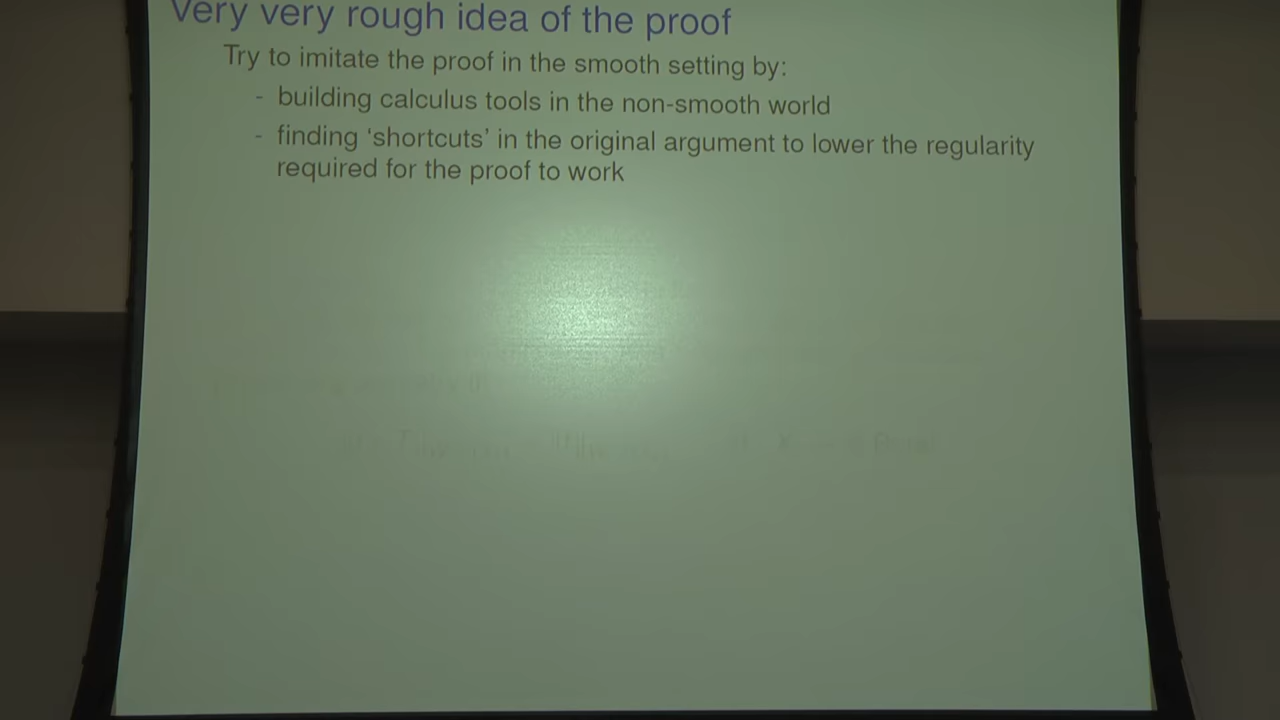 Very very rough idea of the proof
Try to imitate the proof in the smooth setting by:
- building calculus tools in the non-smooth world
- finding ‘shortcuts’ in the original argument to lower the regularity
required for the proof to work